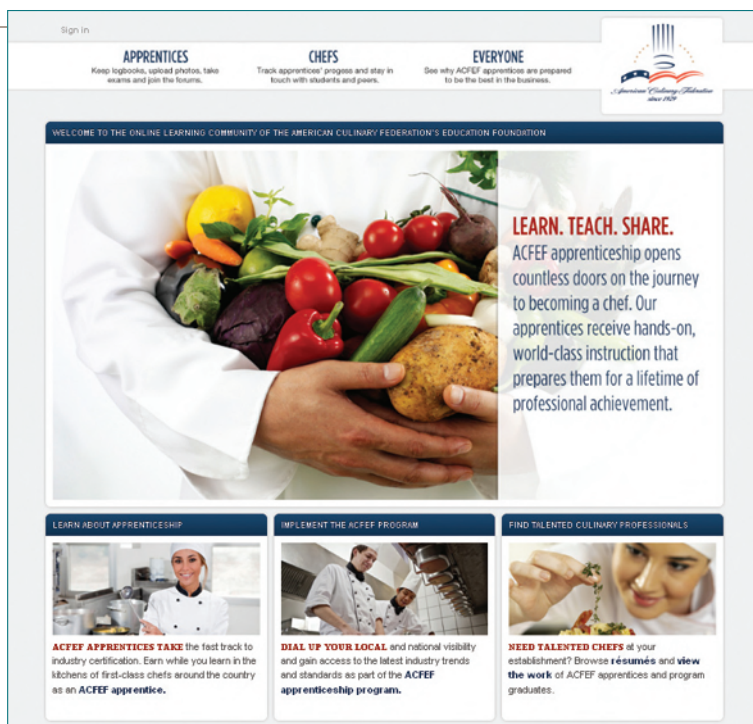 Sign In
APPRENTICES
Keep logbooks, upload photos, take
exams and join the forums.
CHEFS
Track apprentices' progess and stay in
touch with students and peers.
EVERYONE
See why ACFEF apprentices are prepared
to be the best in the business.
American Culinary Federation
since 1929
WELCOME TO THE ONLINE LEARNING COMMUNITY OF THE AMERICAN CULINARY FEDERATION'S EDUCATION FOUNDATION
LEARN. TEACH. SHARE.
ACFEF apprenticeship opens
countless doors on the journey
to becoming a chef. Our
apprentices receive hands-on,
world-class instruction that
prepares them for a lifetime of
professional achievement.
LEARN ABOUT APPRENTICESHIP
ACFEF APPRENTICES TAKE the fast track to
industry certification. Earn while you learn in the
kitchens of first-class chefs around the country
as an ACFEF apprentice.
IMPLEMENT THE ACFEF PROGRAM
DIAL UP YOUR LOCAL and national visibility
and gain access to the latest industry trends
and standards as part of the ACFEF
apprenticeship program.
FIND TALENTED CULINARY PROFESSIONALS
NEED TALENTED CHEFS at your
establishment? Browse résumés and view
the work of ACFEF apprentices and program
graduates.